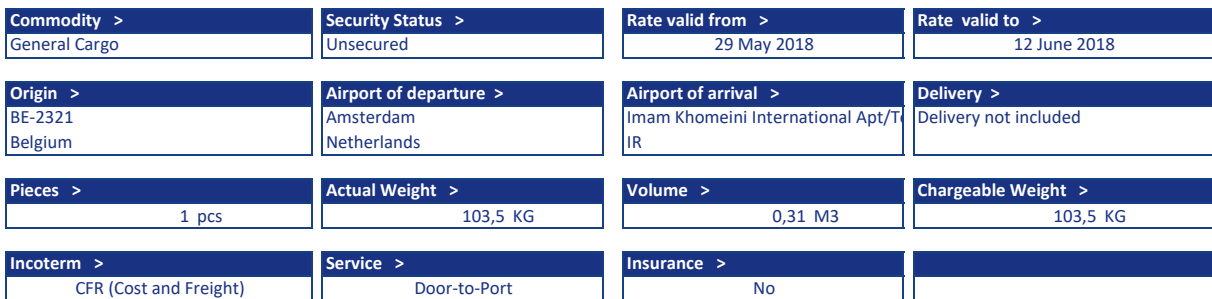 Commodity > Security Status > Rate valid from > Rate valid to >
General Cargo Unsecured 29 May 2018 12 June 2018
Origin > Airport of departure > Airport of arrival > Delivery >
BE-2321 Amsterdam Imam Khomeini International Apt/ Delivery not included
Belgium Netherlands IR
Pieces > Actual Weight > Volume > Chargeable Weight >
1 pcs 103,5 KG 0,31 M3 103,5 KG
Incoterm > Service > Insurance >
CFR (Cost and Freight) Door-to-Port No